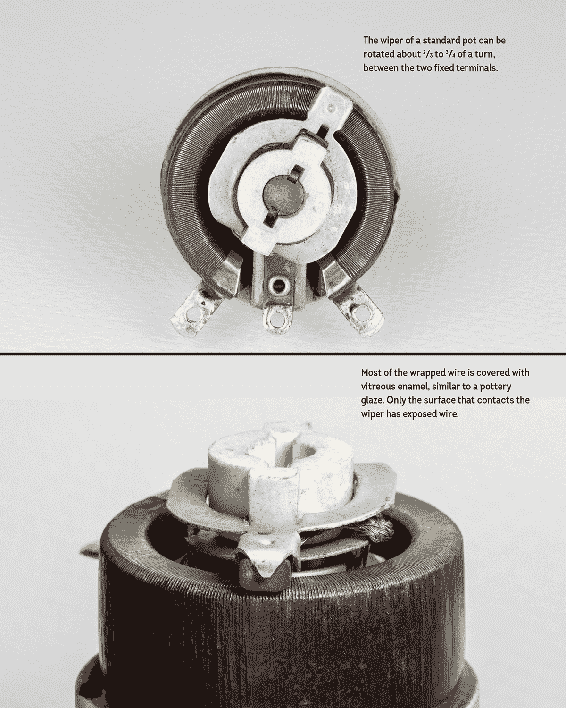 The wiper of a standard pot can be
rotated about 2/3 to 3/4 of a turn,
between the two fixed terminals.
Most of the wrapped wire is covered with
vitreous enamel, similar to a pottery
glaze. Only the surface that contacts the
wiper has exposed wire.